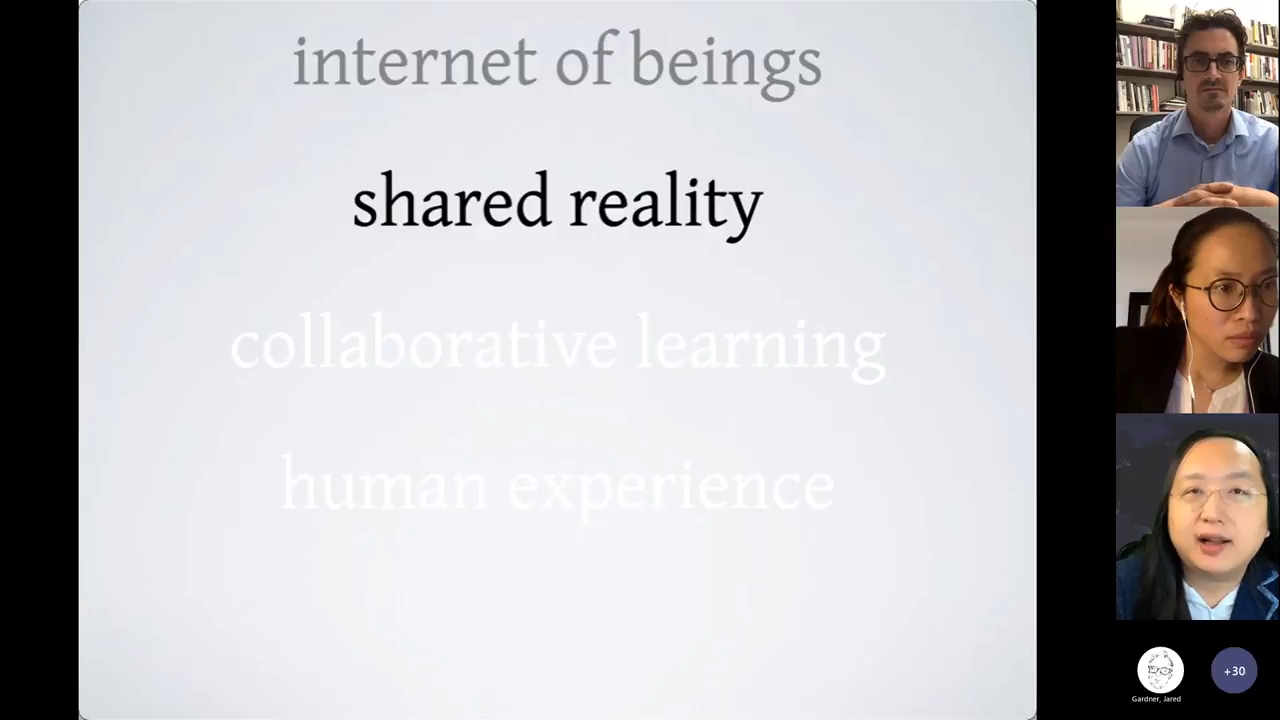 internet of beings
shared reality
collaborative learning
human experience
+30
Gardner, Jared